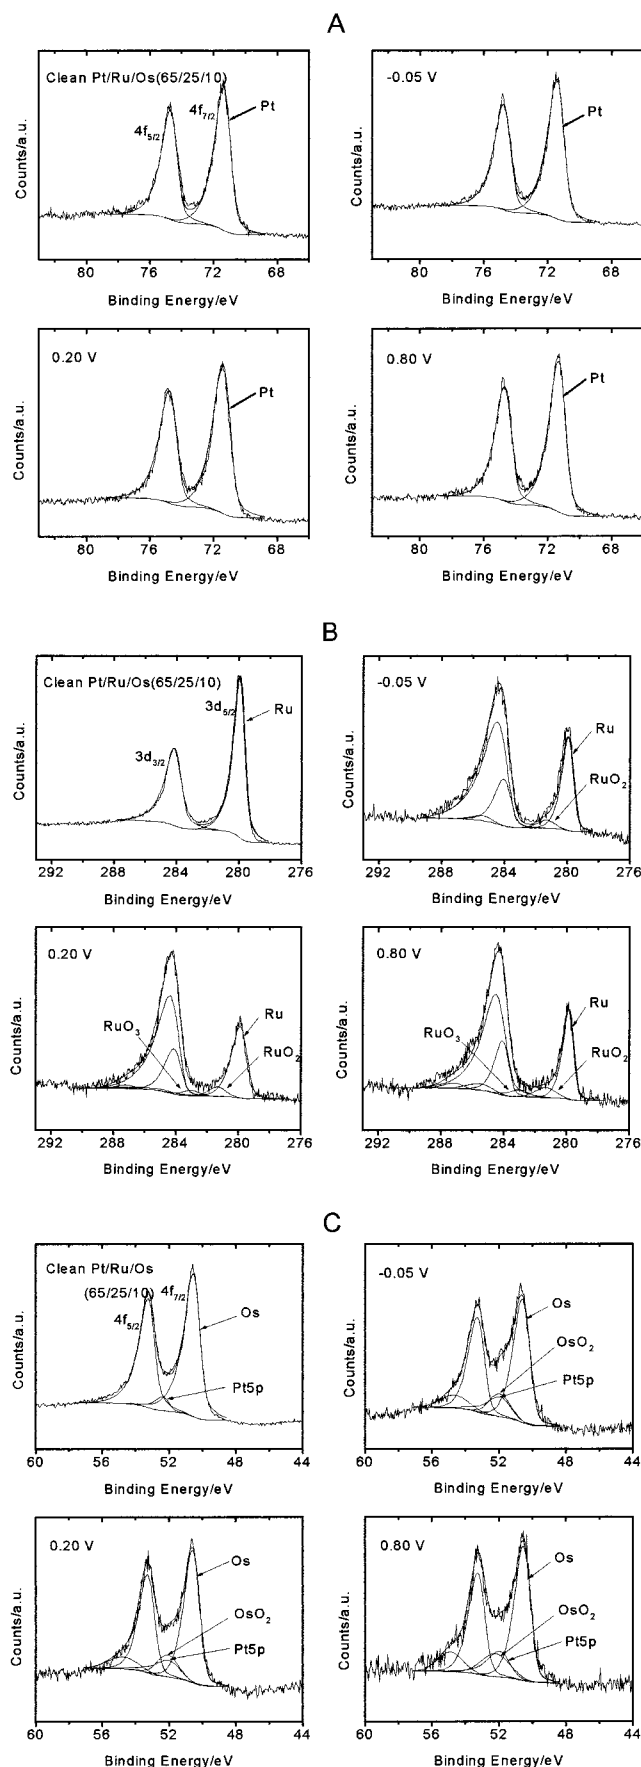 A
Clean Pt/Ru/Os(65/25/10)
4f5/2
4f7/2
Pt
Counts/a.u.
80 76 72 68
Binding Energy/eV
-0.05 V
Pt
Counts/a.u.
80 76 72 68
Binding Energy/eV
0.20 V
Pt
Counts/a.u.
80 76 72 68
Binding Energy/eV
0.80 V
Pt
Counts/a.u.
80 76 72 68
Binding Energy/eV
B
Clean Pt/Ru/Os(65/25/10)
3d3/2
3d5/2
Ru
Counts/a.u.
292 288 284 280 276
Binding Energy/eV
-0.05 V
Ru
RuO2
Counts/a.u.
292 288 284 280 276
Binding Energy/eV
0.20 V
RuO3
Ru
RuO2
Counts/a.u.
292 288 284 280 276
Binding Energy/eV
0.80 V
RuO3
Ru
RuO2
Counts/a.u.
292 288 284 280 276
Binding Energy/eV
C
Clean Pt/Ru/Os
(65/25/10)
4f5/2
4f7/2
Os
Pt5p
Counts/a.u.
60 56 52 48 44
Binding Energy/eV
-0.05 V
Os
OsO2
Pt5p
Counts/a.u.
60 56 52 48 44
Binding Energy/eV
0.20 V
Os
OsO2
Pt5p
Counts/a.u.
60 56 52 48 44
Binding Energy/eV
0.80 V
Os
OsO2
Pt5p
Counts/a.u.
60 56 52 48 44
Binding Energy/eV